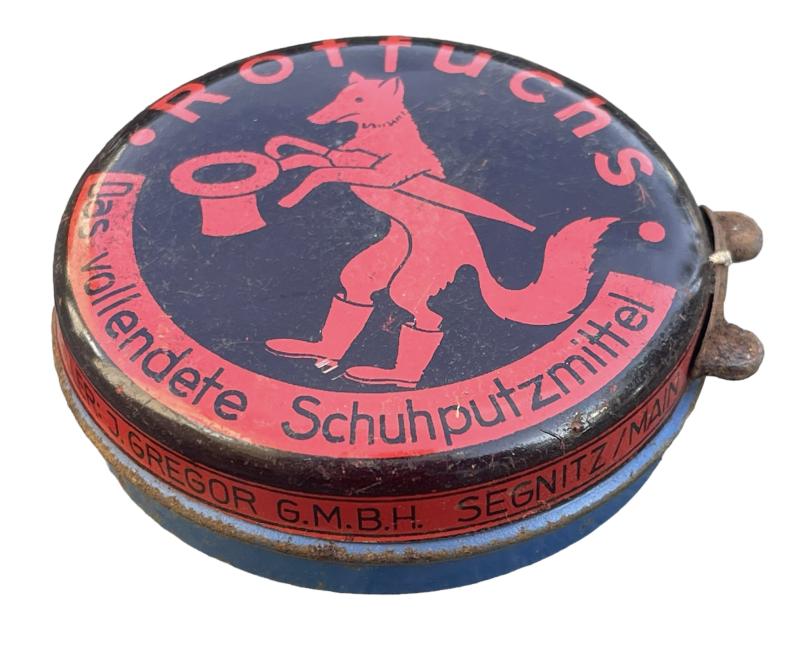 • Rotfuchs •
Das vollendete Schuhputzmittel
J. GREGOR G.M.B.H. SEGNITZ/MAIN